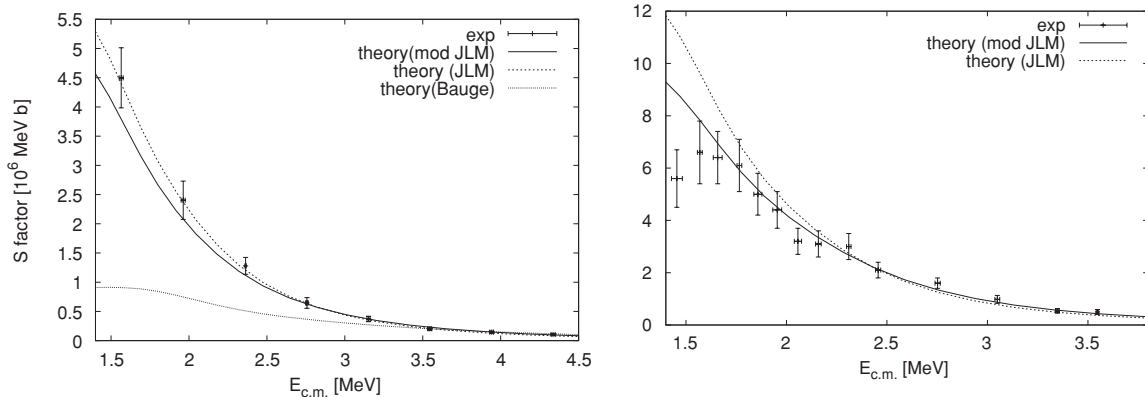 5.5
5
4.5
4
3.5
3
2.5
2
1.5
1
0.5
0
S factor [10⁶ MeV b]
exp
theory(mod JLM)
theory (JLM)
theory(Bauge)
1.5 2 2.5 3 3.5 4 4.5
E_c.m. [MeV]
12
10
8
6
4
2
0
exp
theory (mod JLM)
theory (JLM)
1.5 2 2.5 3 3.5
E_c.m. [MeV]